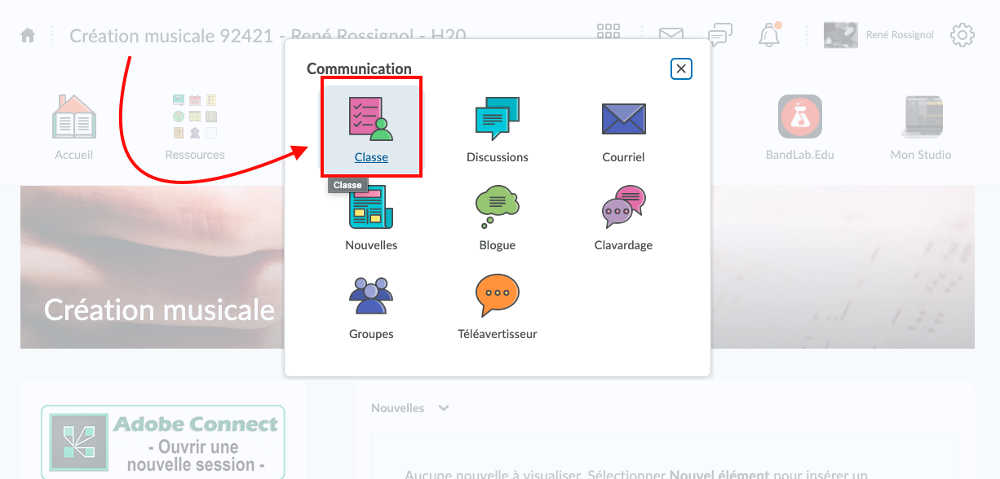 Création musicale 92421 - René Rossignol - H20
René Rossignol
Communication
Accueil
Ressources
Classe
Discussions
Courriel
BandLab.Edu
Mon Studio
Classe
Nouvelles
Blogue
Clavardage
Création musicale
Groupes
Téléavertisseur
Adobe Connect
- Ouvrir une
nouvelle session -
Nouvelles
Aucune nouvelle à visualiser. Sélectionner Nouvel élément pour insérer un